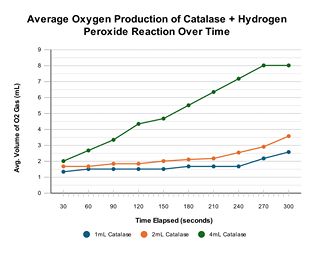 Average Oxygen Production of Catalase + Hydrogen
Peroxide Reaction Over Time
Avg. Volume of O2 Gas (mL)
9
8
7
6
5
4
3
2
1
0
30 60 90 120 150 180 210 240 270 300
Time Elapsed (seconds)
1mL Catalase 2mL Catalase 4mL Catalase